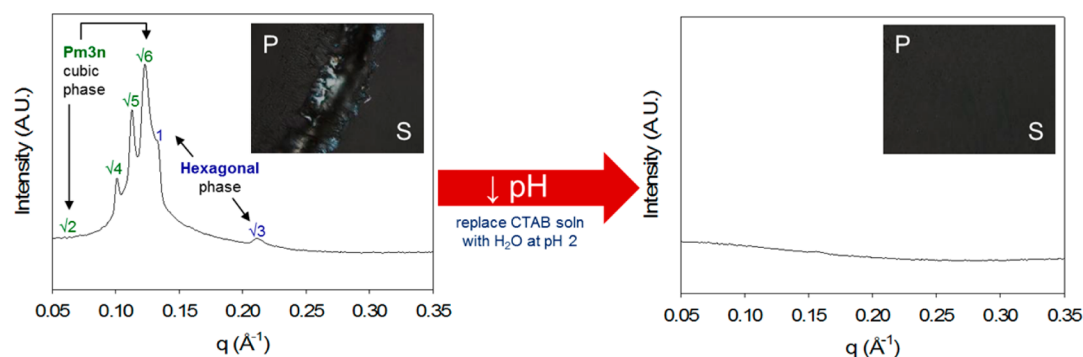 Pm3n
cubic
phase
√2
√4
√5
√6
1
Hexagonal
phase
√3
P
S
Intensity (A.U.)
0.05 0.10 0.15 0.20 0.25 0.30 0.35
q (Å⁻¹)
↓ pH
replace CTAB soln
with H₂O at pH 2
P
S
Intensity (A.U.)
0.05 0.10 0.15 0.20 0.25 0.30 0.35
q (Å⁻¹)